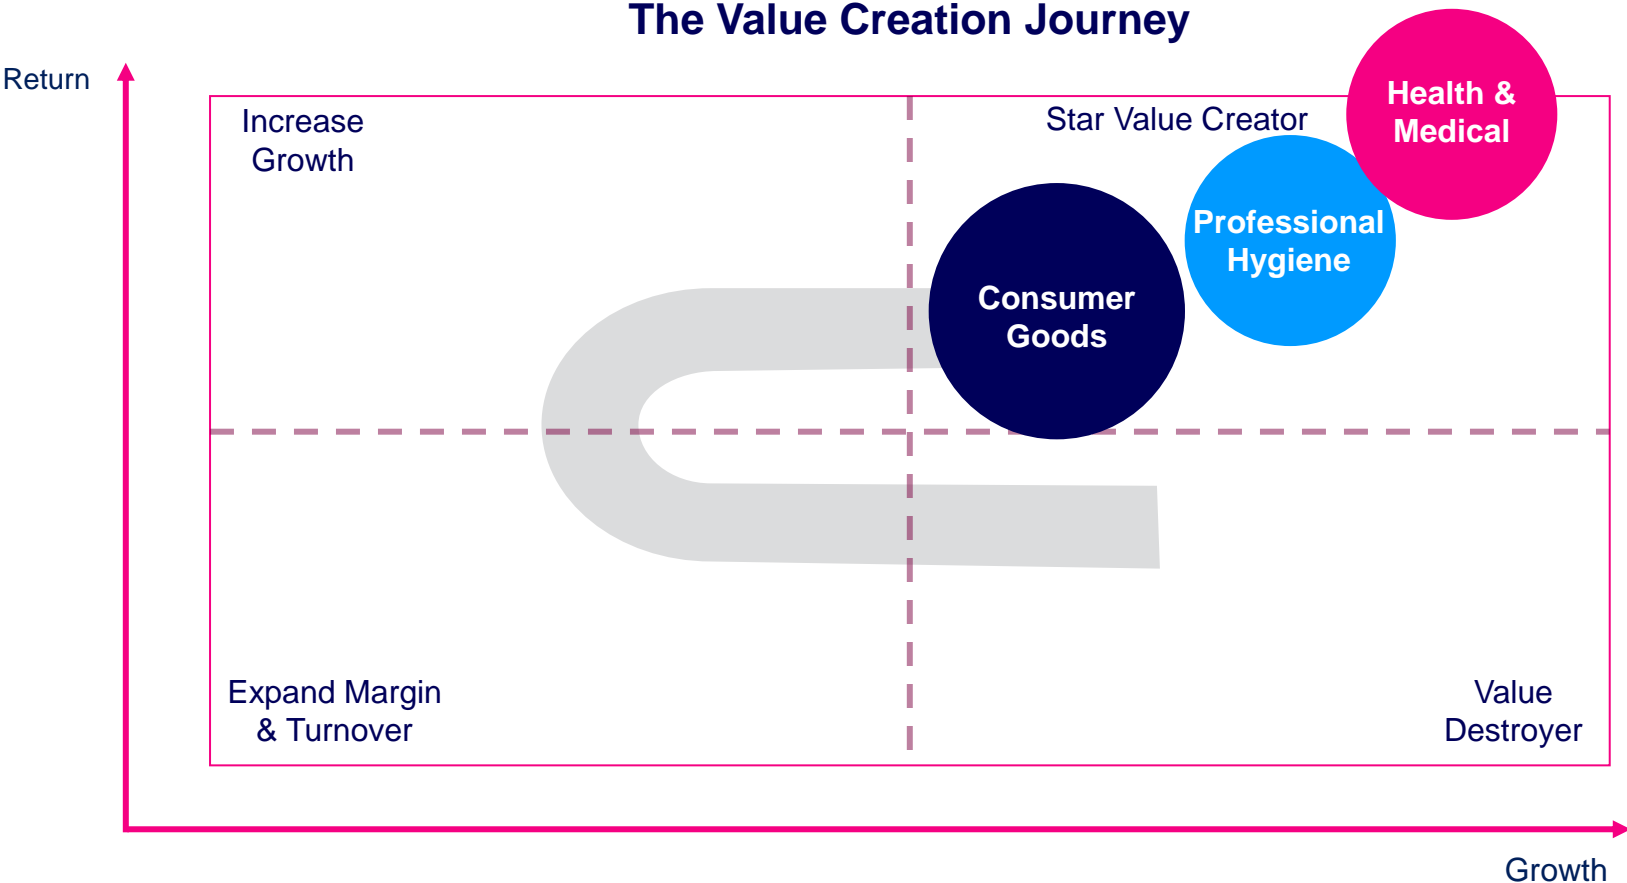 The Value Creation Journey
Return
Increase
Growth
Star Value Creator
Health &
Medical
Professional
Hygiene
Consumer
Goods
Expand Margin
& Turnover
Value
Destroyer
Growth